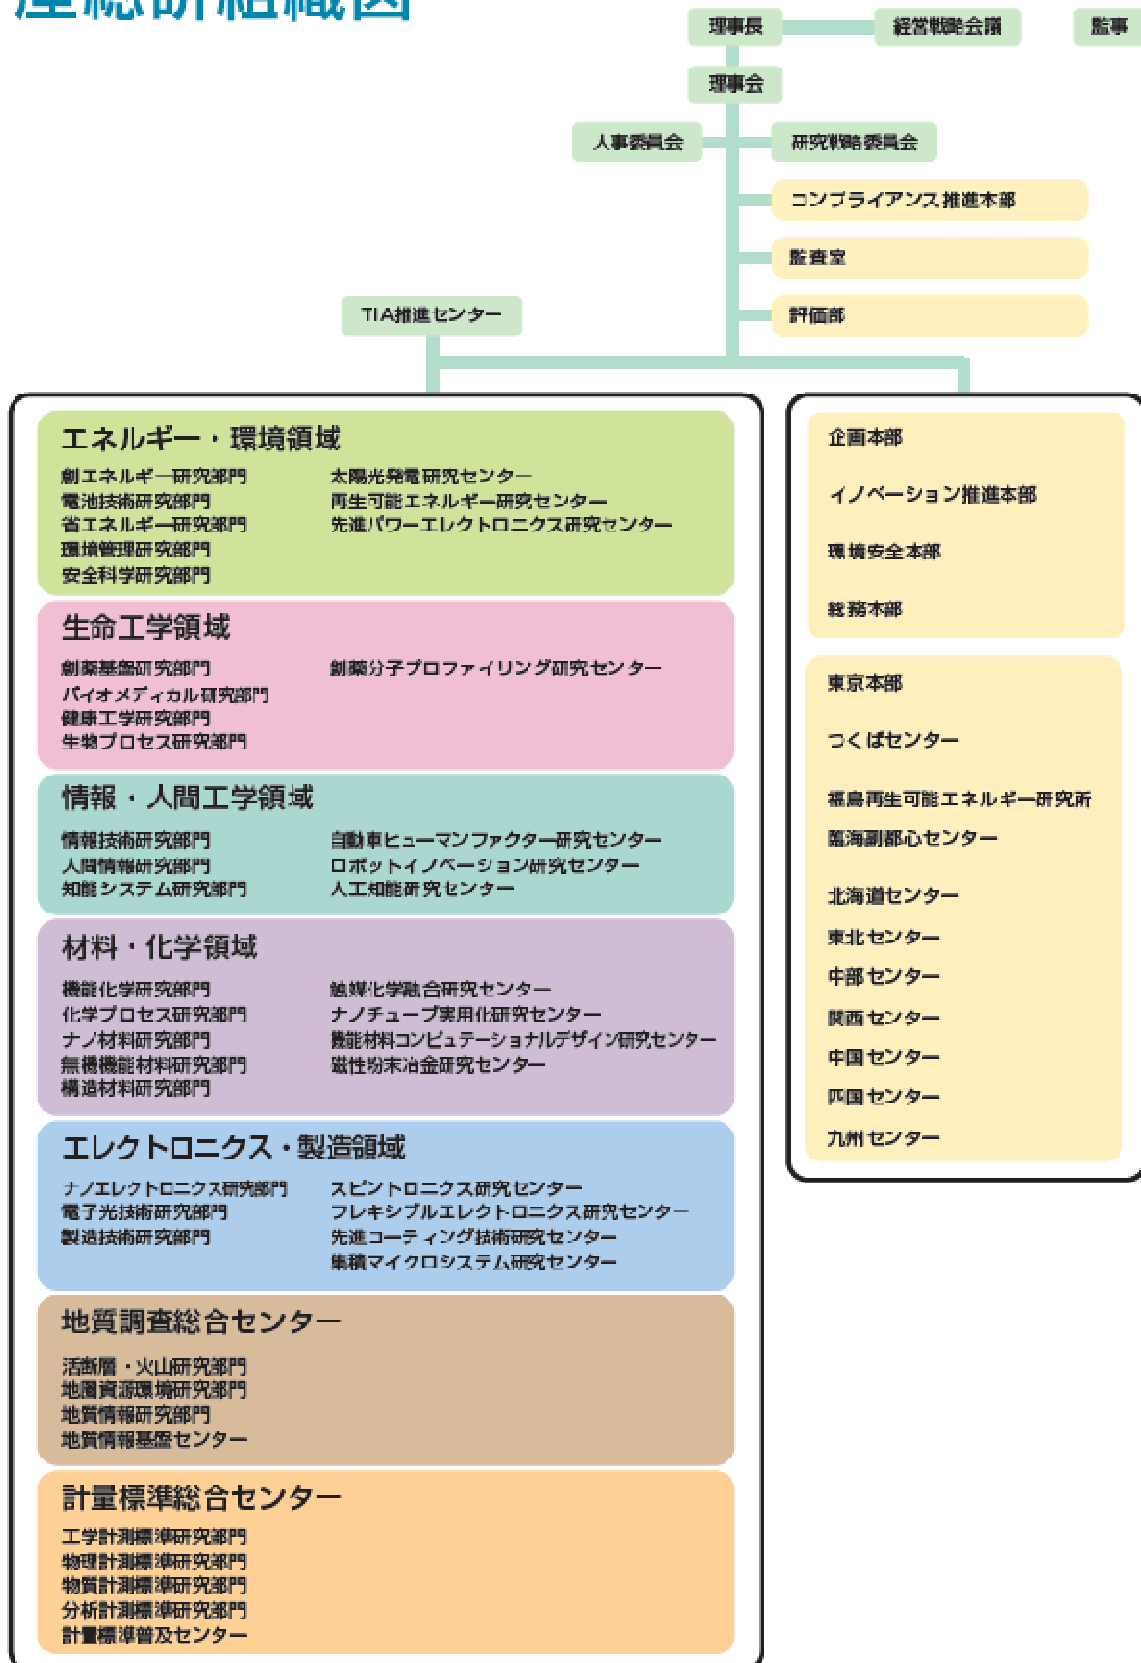 産総研組織図
理事長
経営戦略会議
監事
理事会
人事委員会
研究戦略委員会
コンプライアンス推進本部
監査室
評価部
TIA推進センター
エネルギー・環境領域
創エネルギー研究部門
太陽光発電研究センター
電池技術研究部門
再生可能エネルギー研究センター
省エネルギー研究部門
先進パワーエレクトロニクス研究センター
環境管理研究部門
安全科学研究部門
生命工学領域
創薬基盤研究部門
創薬分子プロファイリング研究センター
バイオメディカル研究部門
健康工学研究部門
生物プロセス研究部門
情報・人間工学領域
情報技術研究部門
自動車ヒューマンファクター研究センター
人間情報研究部門
ロボットイノベーション研究センター
知能システム研究部門
人工知能研究センター
材料・化学領域
機能化学研究部門
触媒化学融合研究センター
化学プロセス研究部門
ナノチューブ実用化研究センター
ナノ材料研究部門
機能材料コンピュテーショナルデザイン研究センター
無機機能材料研究部門
磁性粉末冶金研究センター
構造材料研究部門
エレクトロニクス・製造領域
ナノエレクトロニクス研究部門
スピントロニクス研究センター
電子光技術研究部門
フレキシブルエレクトロニクス研究センター
製造技術研究部門
先進コーティング技術研究センター
集積マイクロシステム研究センター
地質調査総合センター
活断層・火山研究部門
地圏資源環境研究部門
地質情報研究部門
地質情報基盤センター
計量標準総合センター
工学計測標準研究部門
物理計測標準研究部門
物質計測標準研究部門
分析計測標準研究部門
計量標準普及センター
企画本部
イノベーション推進本部
環境安全本部
総務本部
東京本部
つくばセンター
福島再生可能エネルギー研究所
臨海副都心センター
北海道センター
東北センター
中部センター
関西センター
中国センター
四国センター
九州センター